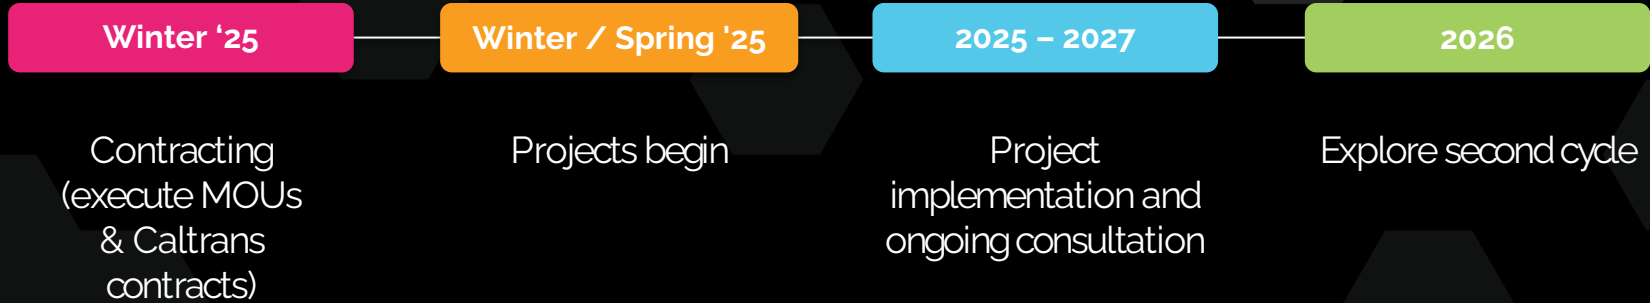 Winter ‘25
Winter / Spring '25
2025 – 2027
2026
Contracting
(execute MOUs
& Caltrans
contracts)
Projects begin
Project
implementation and
ongoing consultation
Explore second cycle